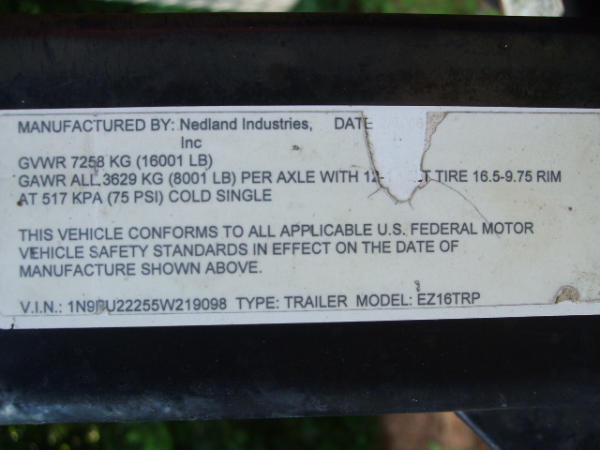 MANUFACTURED BY: Nedland Industries, DATE
Inc
GVWR 7258 KG (16001 LB)
GAWR ALL 3629 KG (8001 LB) PER AXLE WITH TIRE 16.5-9.75 RIM
AT 517 KPA (75 PSI) COLD SINGLE
THIS VEHICLE CONFORMS TO ALL APPLICABLE U.S. FEDERAL MOTOR
VEHICLE SAFETY STANDARDS IN EFFECT ON THE DATE OF
MANUFACTURE SHOWN ABOVE.
V.I.N.: TYPE: TRAILER MODEL: EZ16TRP